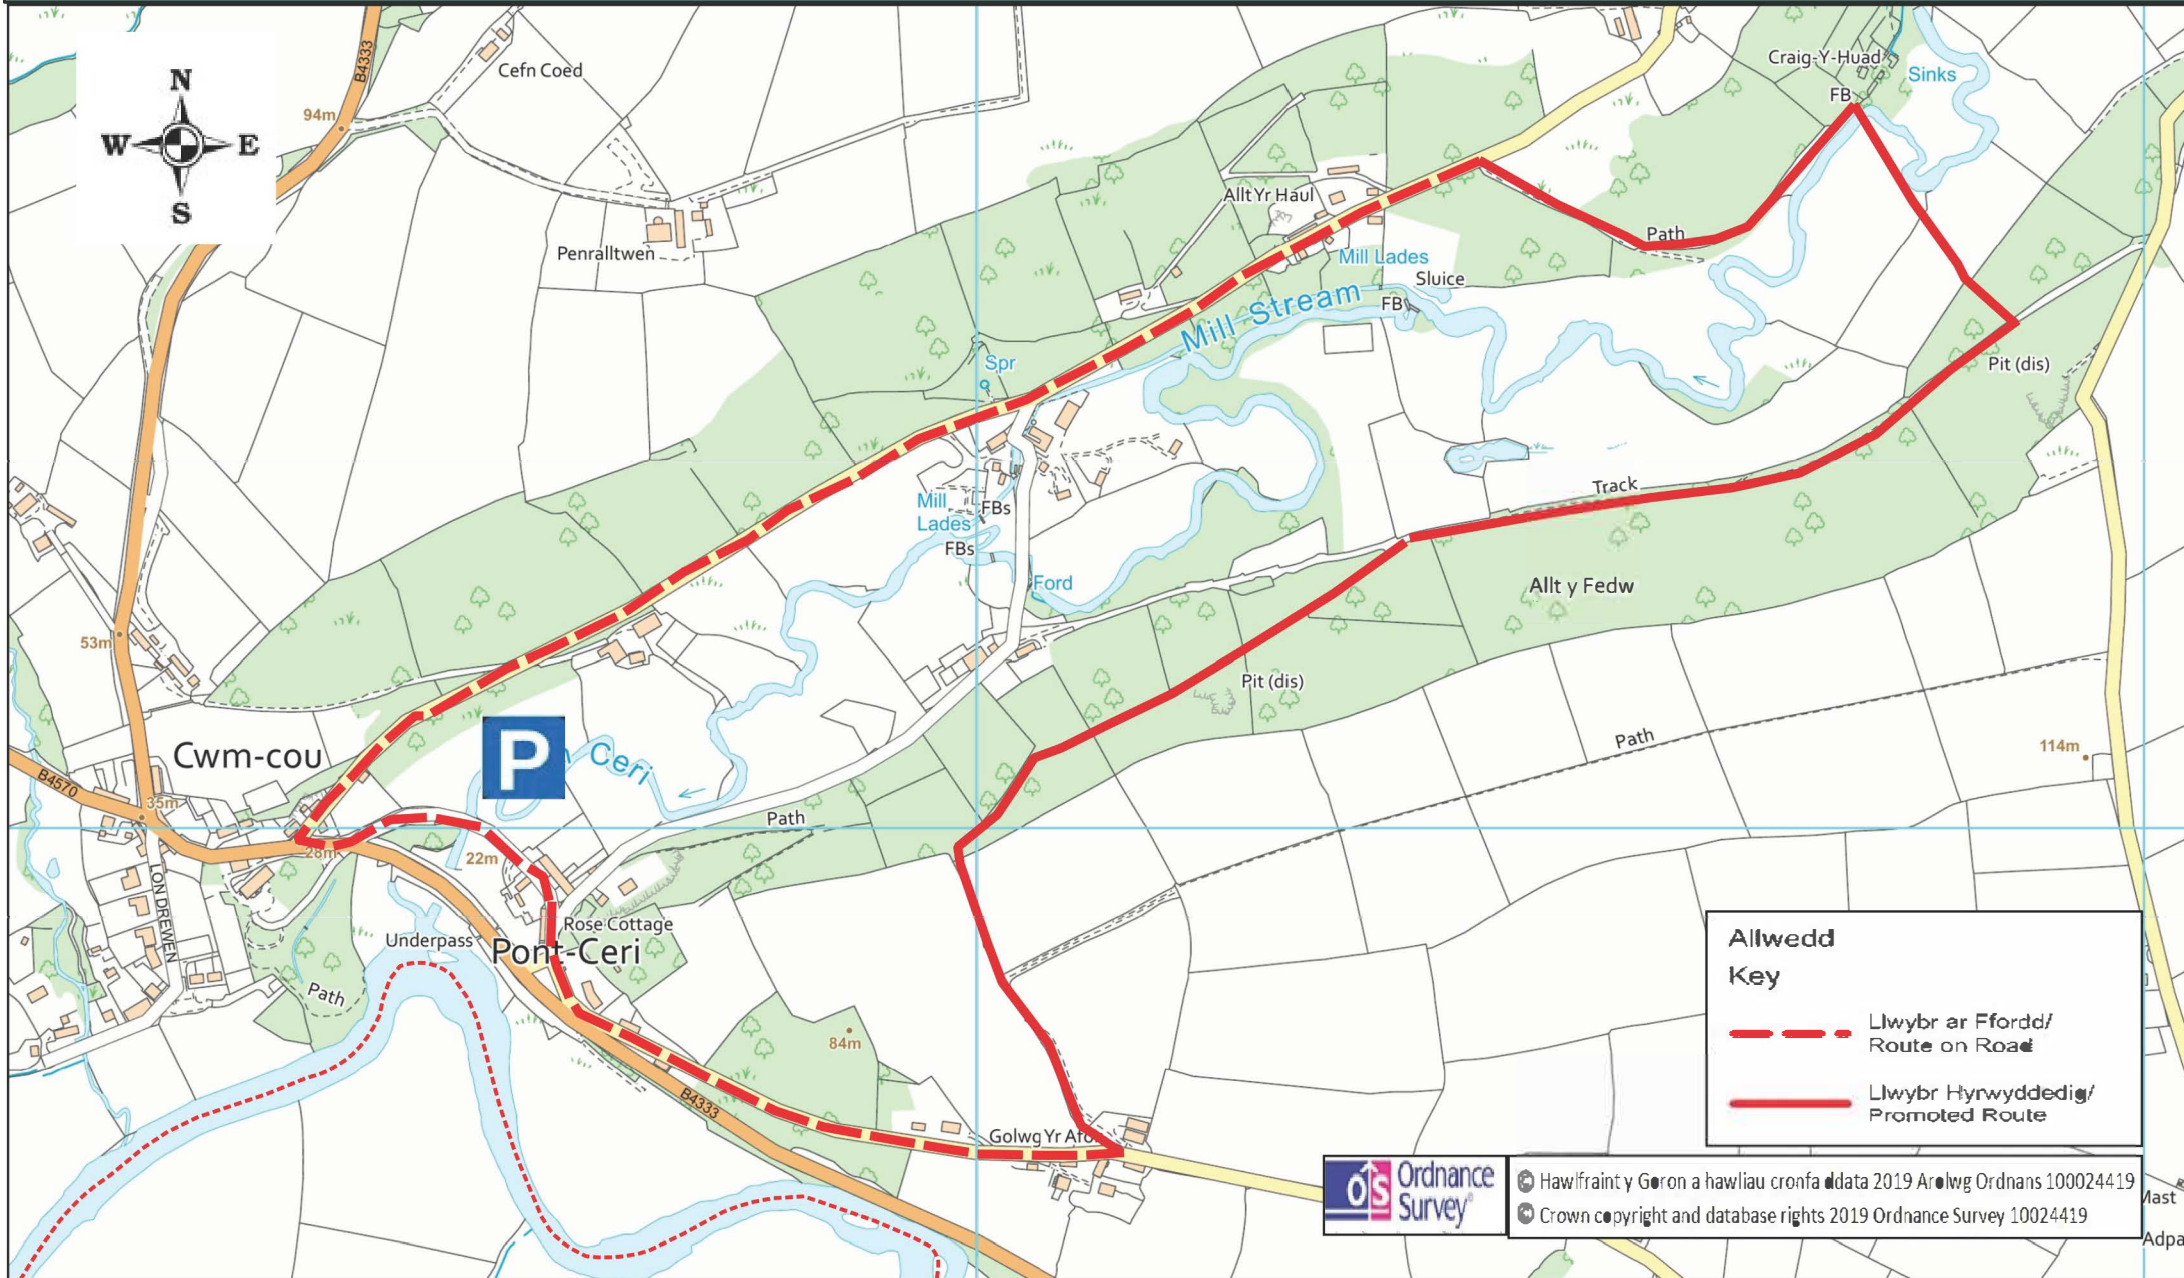 N
W E
S
B4333
94m
Cefn Coed
Penralltwen
Craig-Y-Huad
Sinks
FB
Allt Yr Haul
Path
Mill Lades
Sluice
FB
Mill Stream
Spr
Pit (dis)
Mill
Lades
FBs
FBs
Track
Ford
Allt y Fedw
53m
Pit (dis)
Path
114m
Cwm-cou
P
Ceri
B4570
35m
28m
22m
Path
LON DREWEN
Rose Cottage
Underpass
Pont-Ceri
Path
84m
B4333
Golwg Yr Afon
Allwedd
Key
Llwybr ar Ffordd/
Route on Road
Llwybr Hyrwyddedig/
Promoted Route
OS Ordnance
Survey
© Hawlfraint y Goron a hawliau cronfa ddata 2019 Arolwg Ordnans 100024419
© Crown copyright and database rights 2019 Ordnance Survey 10024419
Mast